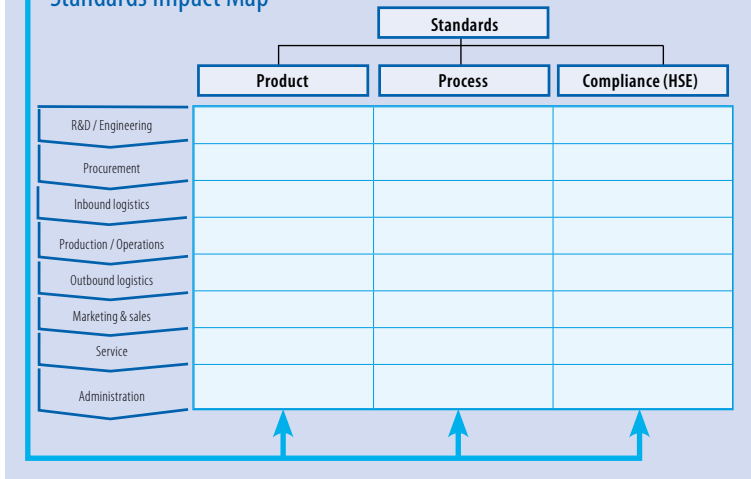 Standards Impact Map
Standards
Product Process Compliance (HSE)
R&D / Engineering
Procurement
Inbound logistics
Production / Operations
Outbound logistics
Marketing & sales
Service
Administration